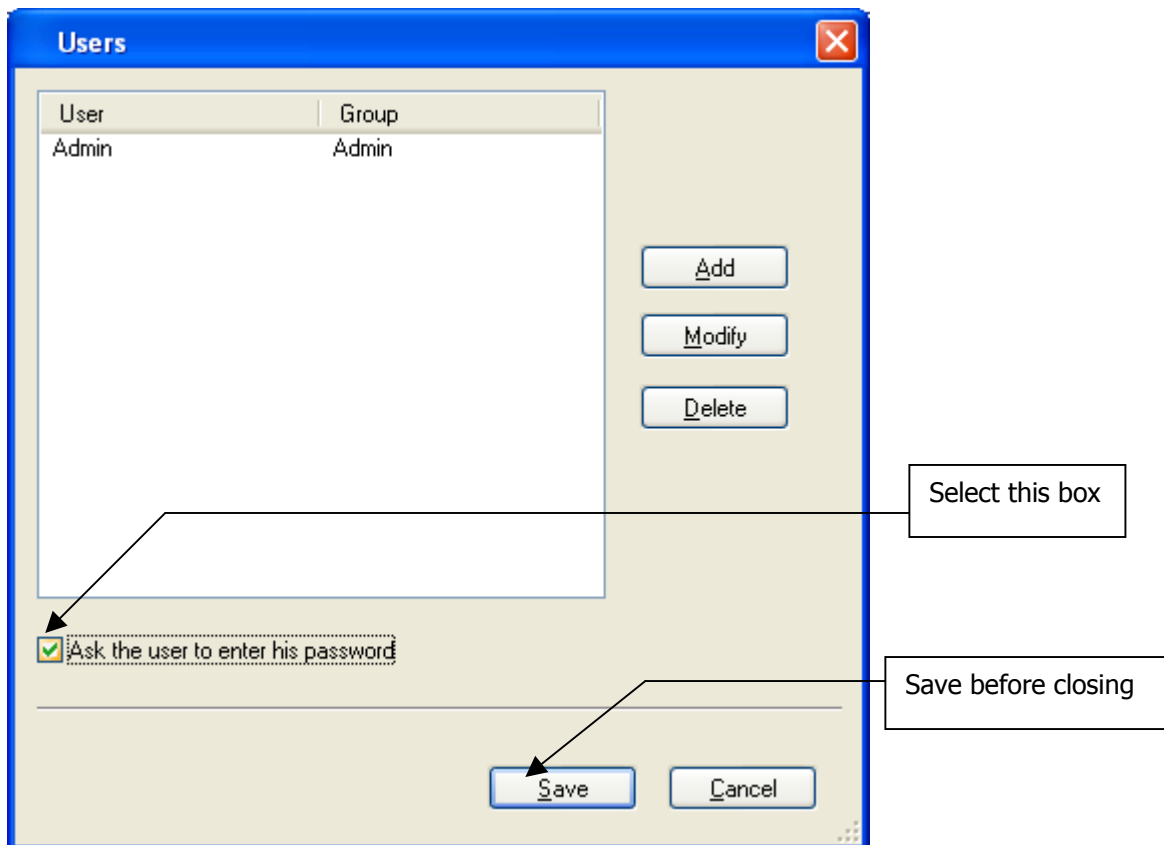 Users
User Group
Admin Admin
Add
Modify
Delete
Select this box
Ask the user to enter his password
Save before closing
Save Cancel